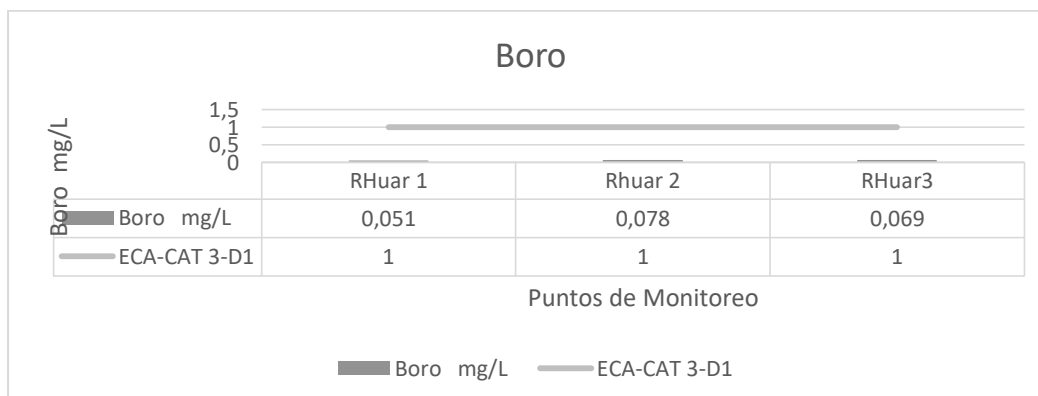 Boro
Boro mg/L
1,5
1
0,5
0
RHuar 1 Rhuar 2 RHuar3
Boro mg/L 0,051 0,078 0,069
ECA-CAT 3-D1 1 1 1
Puntos de Monitoreo
Boro mg/L ECA-CAT 3-D1